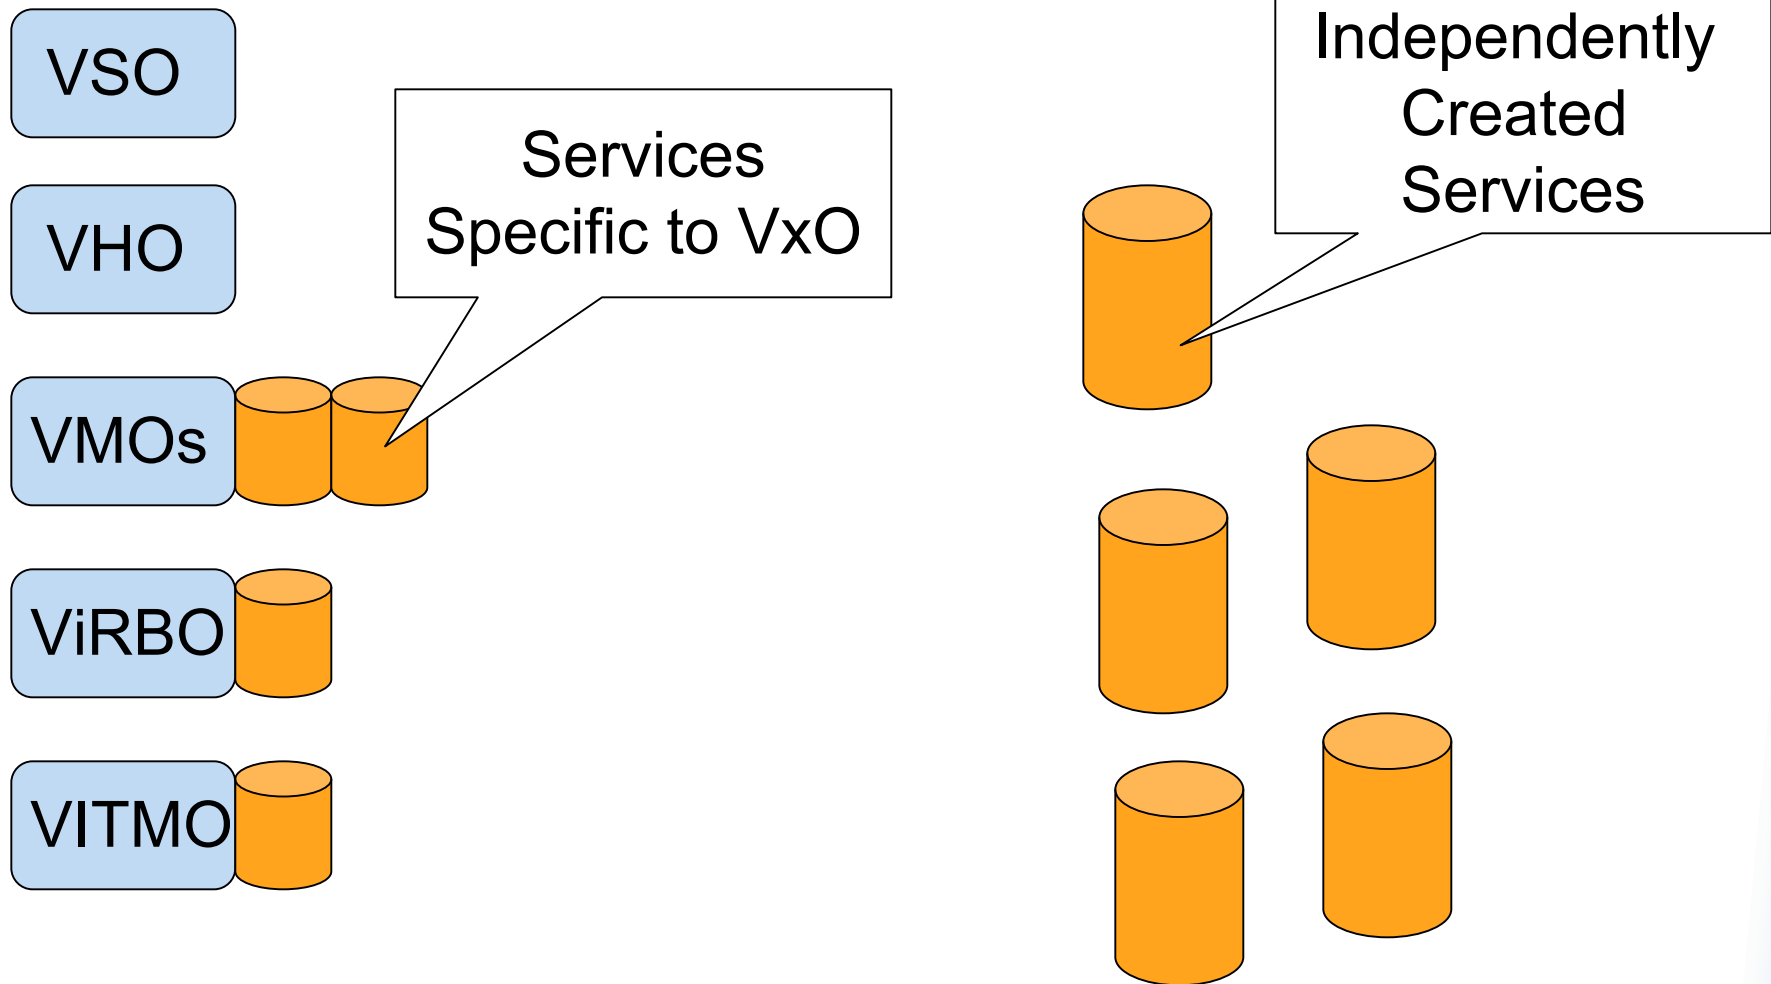 VSO
VHO
VMOs
ViRBO
VITMO
Services
Specific to VxO
Independently
Created
Services